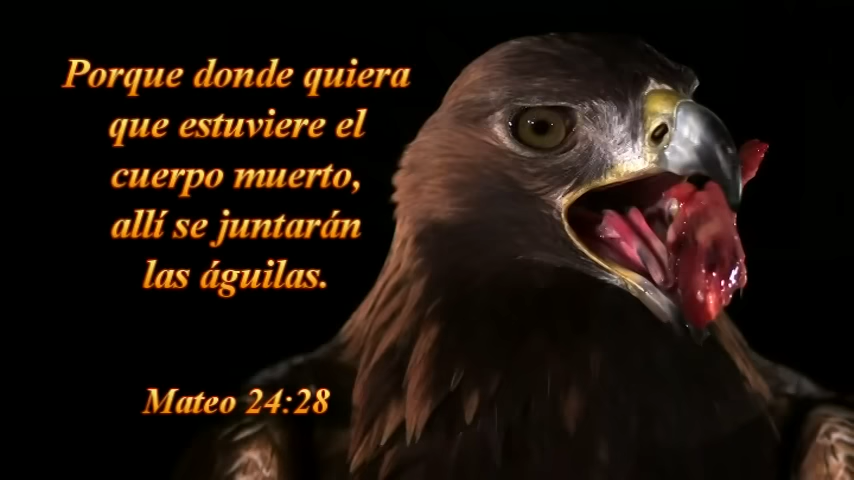 Porque donde quiera
que estuviere el
cuerpo muerto,
allí se juntarán
las águilas.
Mateo 24:28